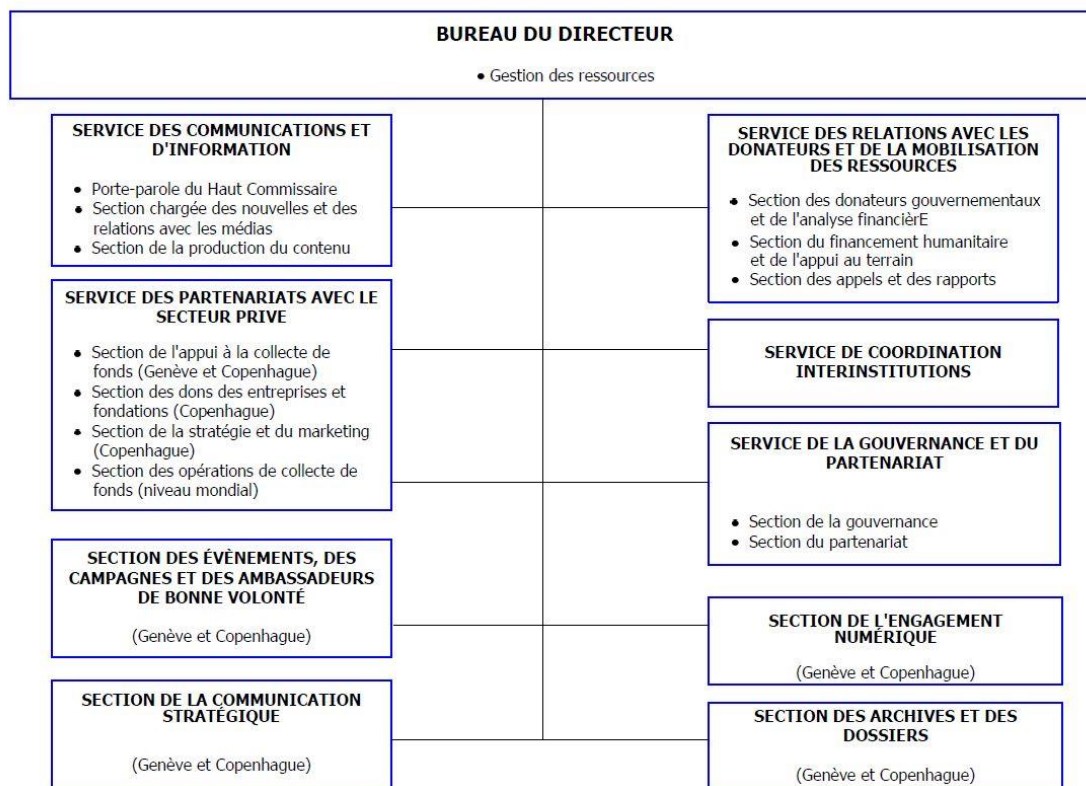 BUREAU DU DIRECTEUR
• Gestion des ressources
SERVICE DES COMMUNICATIONS ET
D'INFORMATION
• Porte-parole du Haut Commissaire
• Section chargée des nouvelles et des
relations avec les médias
• Section de la production du contenu
SERVICE DES RELATIONS AVEC LES
DONATEURS ET DE LA MOBILISATION
DES RESSOURCES
• Section des donateurs gouvernementaux
et de l'analyse financièrE
• Section du financement humanitaire
et de l'appui au terrain
• Section des appels et des rapports
SERVICE DES PARTENARIATS AVEC LE
SECTEUR PRIVE
• Section de l'appui à la collecte de
fonds (Genève et Copenhague)
• Section des dons des entreprises et
fondations (Copenhague)
• Section de la stratégie et du marketing
(Copenhague)
• Section des opérations de collecte de
fonds (niveau mondial)
SERVICE DE COORDINATION
INTERINSTITUTIONS
SERVICE DE LA GOUVERNANCE ET DU
PARTENARIAT
• Section de la gouvernance
• Section du partenariat
SECTION DES ÉVÈNEMENTS, DES
CAMPAGNES ET DES AMBASSADEURS
DE BONNE VOLONTÉ
(Genève et Copenhague)
SECTION DE L'ENGAGEMENT
NUMÉRIQUE
(Genève et Copenhague)
SECTION DE LA COMMUNICATION
STRATÉGIQUE
(Genève et Copenhague)
SECTION DES ARCHIVES ET DES
DOSSIERS
(Genève et Copenhague)